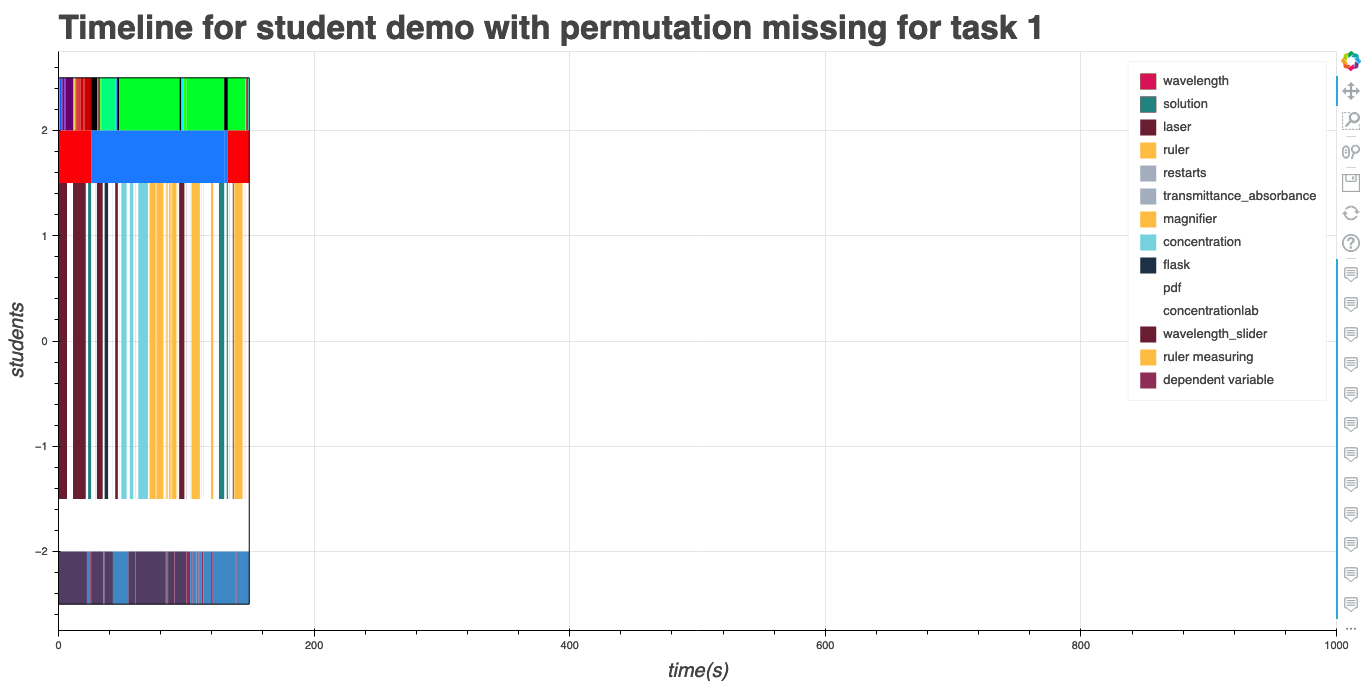 Timeline for student demo with permutation missing for task 1
wavelength
solution
laser
ruler
restarts
transmittance_absorbance
magnifier
concentration
flask
pdf
concentrationlab
wavelength_slider
ruler measuring
dependent variable
students
2
1
0
−1
−2
0
200
400
600
800
1000
time(s)